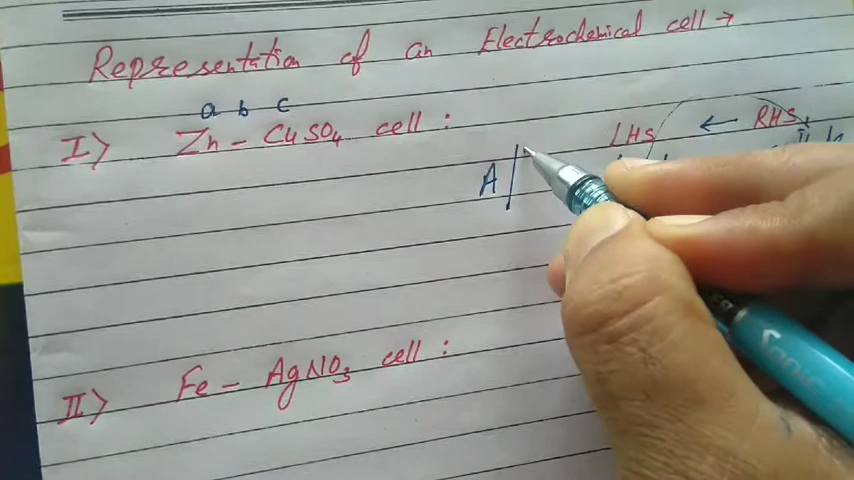 Representation of an Electrochemical cell →
a b c
I> Zn - CuSO4 cell :
LHS ← RHS
A
II> Fe - AgNO3 cell :